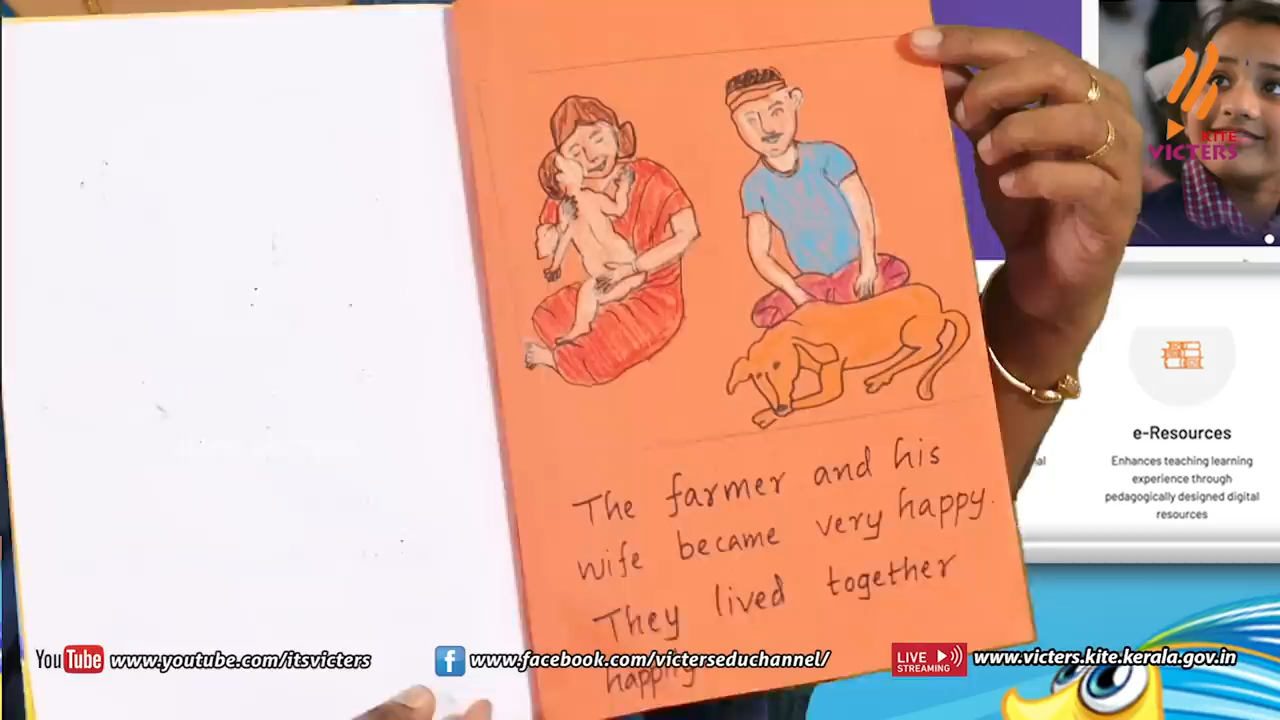 The farmer and his
wife became very happy.
They lived together
happily
KITE
VICTERS
e-Resources
Enhances teaching learning
experience through
pedagogically designed digital
resources
YouTube www.youtube.com/itsvicters
f www.facebook.com/victerseduchannel/
LIVE
STREAMING
www.victers.kite.kerala.gov.in